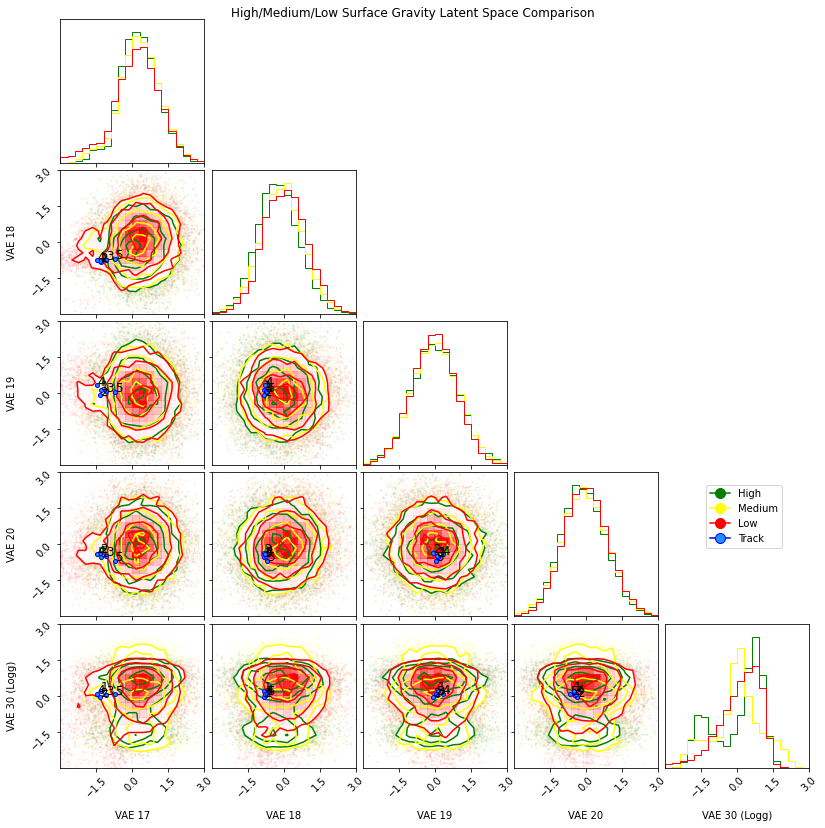 High/Medium/Low Surface Gravity Latent Space Comparison
3.0
1.5
0.0
−1.5
VAE 18
3.0
1.5
0.0
−1.5
VAE 19
3.0
1.5
0.0
−1.5
VAE 20
High
Medium
Low
Track
3.0
1.5
0.0
−1.5
VAE 30 (Logg)
−1.5
0.0
1.5
3.0
−1.5
0.0
1.5
3.0
−1.5
0.0
1.5
3.0
−1.5
0.0
1.5
3.0
−1.5
0.0
1.5
3.0
VAE 17
VAE 18
VAE 19
VAE 20
VAE 30 (Logg)